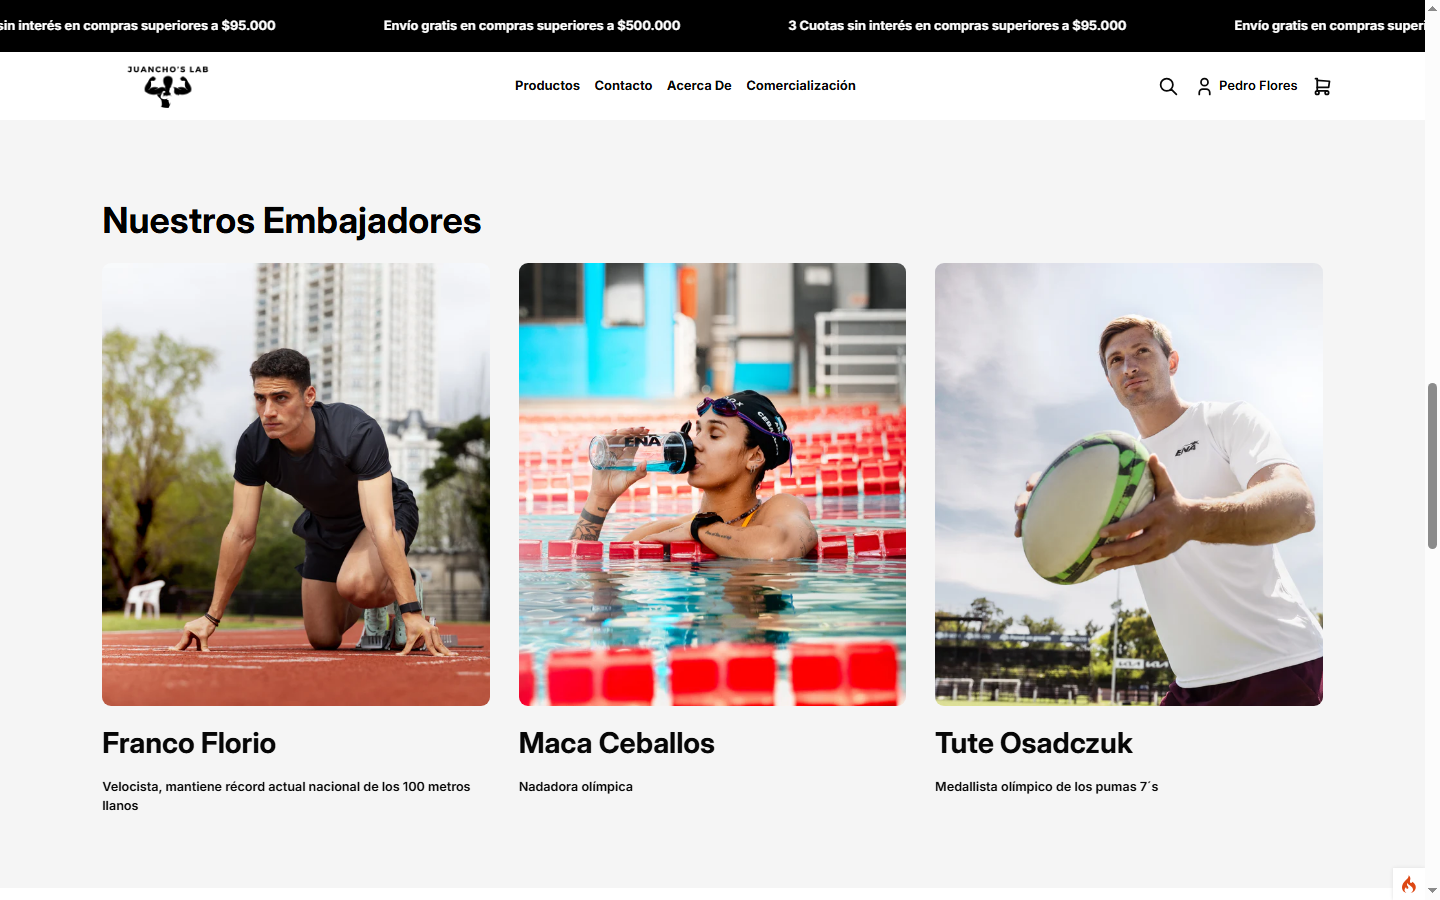 sin interés en compras superiores a $95.000 Envío gratis en compras superiores a $500.000 3 Cuotas sin interés en compras superiores a $95.000 Envío gratis en compras superi
JUANCHO'S LAB
Productos Contacto Acerca De Comercialización
Pedro Flores
Nuestros Embajadores
ENA
ENA
Franco Florio
Maca Ceballos
Tute Osadczuk
Velocista, mantiene récord actual nacional de los 100 metros
llanos
Nadadora olímpica
Medallista olímpico de los pumas 7´s